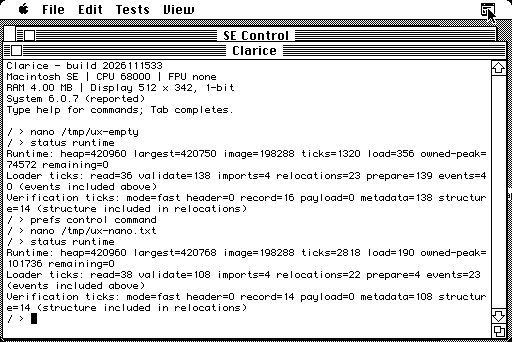 File Edit Tests View
SE Control
Clarice
Clarice - build 2026111533
Macintosh SE | CPU 68000 | FPU none
RAM 4.00 MB | Display 512 x 342, 1-bit
System 6.0.7 (reported)
Type help for commands; Tab completes.
/ > nano /tmp/ux-empty
/ > status runtime
Runtime: heap=420960 largest=420750 image=198288 ticks=1320 load=356 owned-peak=
74572 remaining=0
Loader ticks: read=36 validate=138 imports=4 relocations=23 prepare=139 events=4
0 (events included above)
Verification ticks: mode=fast header=0 record=16 payload=0 metadata=138 structur
e=14 (structure included in relocations)
/ > prefs control command
/ > nano /tmp/ux-nano.txt
/ > status runtime
Runtime: heap=420960 largest=420768 image=198288 ticks=2818 load=190 owned-peak=
101736 remaining=0
Loader ticks: read=38 validate=108 imports=4 relocations=22 prepare=4 events=23
(events included above)
Verification ticks: mode=fast header=0 record=14 payload=0 metadata=108 structur
e=14 (structure included in relocations)
/ >